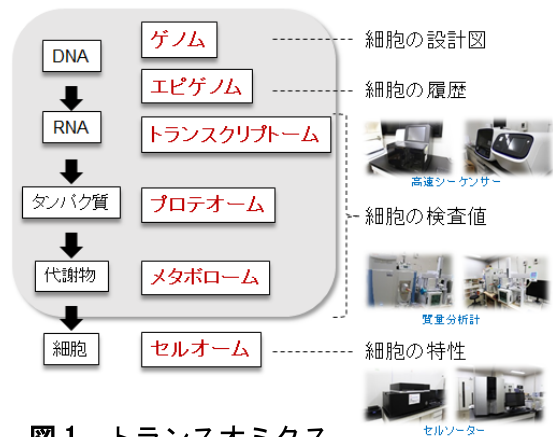 DNA
ゲノム
細胞の設計図
エピゲノム
細胞の履歴
RNA
トランスクリプトーム
高速シーケンサー
タンパク質
プロテオーム
細胞の検査値
代謝物
メタボローム
質量分析計
細胞
セルオーム
細胞の特性
図1 トランスオミクス
セルソーター